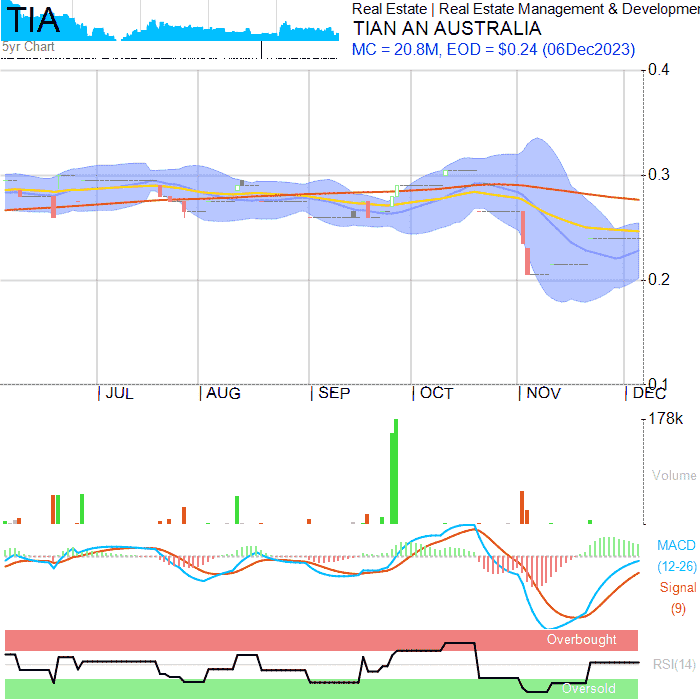 TIA
5yr Chart
Real Estate | Real Estate Management & Developmen
TIAN AN AUSTRALIA
MC = 20.8M, EOD = $0.24 (06Dec2023)
0.4
0.3
0.2
0.1
JUL
AUG
SEP
OCT
NOV
DEC
178k
Volume
MACD
(12-26)
Signal
(9)
Overbought
RSI(14)
Oversold